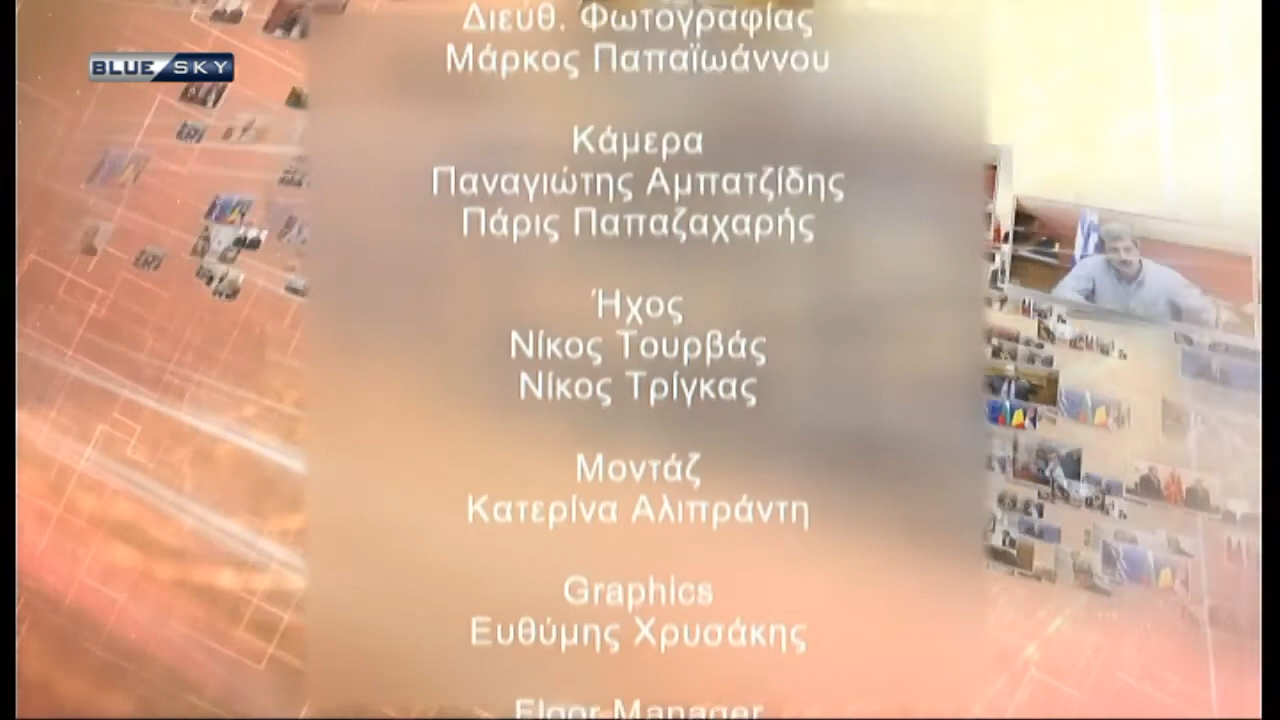 Διεύθ. Φωτογραφίας
BLUE SKY
Μάρκος Παπαϊωάννου
Κάμερα
Παναγιώτης Αμπατζίδης
Πάρις Παπαζαχαρής
Ήχος
Νίκος Τουρβάς
Νίκος Τρίγκας
Μοντάζ
Κατερίνα Αλιπράντη
Graphics
Ευθύμης Χρυσάκης
Floor Manager